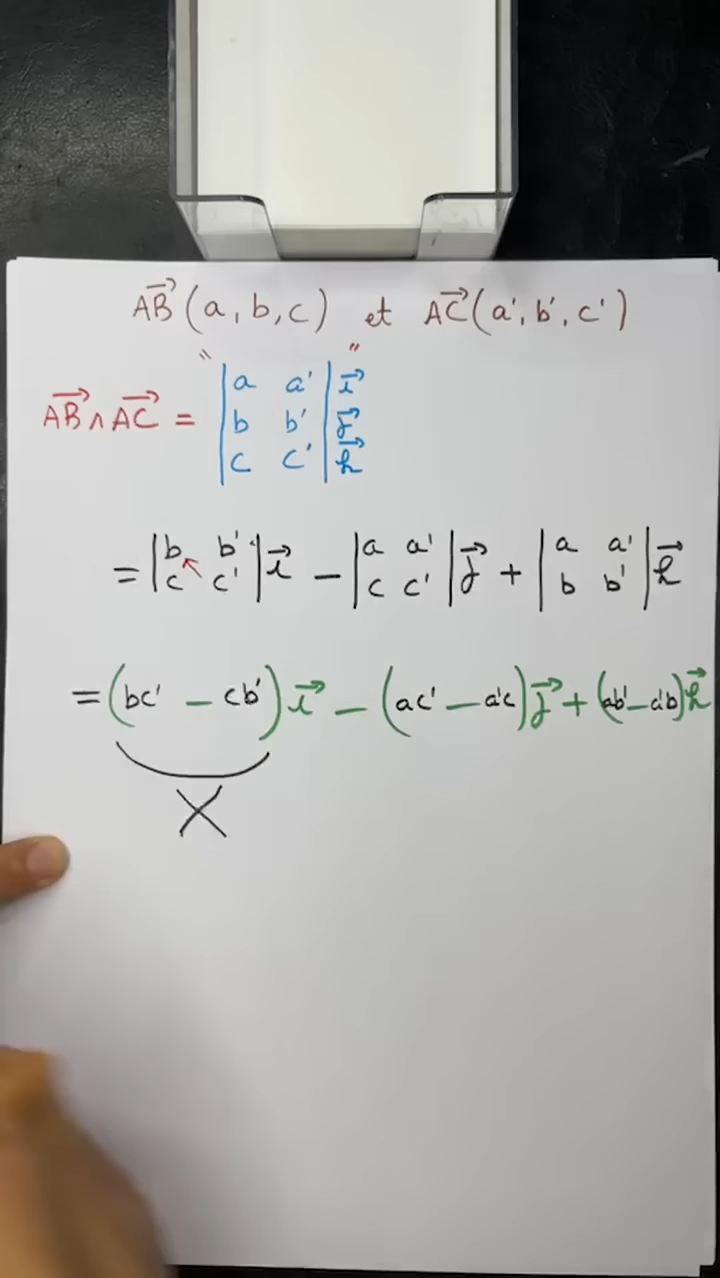 AB⃗ (a, b, c) et AC⃗ (a', b', c')
AB⃗ ∧ AC⃗ = " |a a'| i⃗ "
|b b'| j⃗
|c c'| k⃗
= |b b'| i⃗ − |a a'| j⃗ + |a a'| k⃗
|c c'| |c c'| |b b'|
= (bc' − cb') i⃗ − (ac' − a'c) j⃗ + (ab' − a'b) k⃗
X